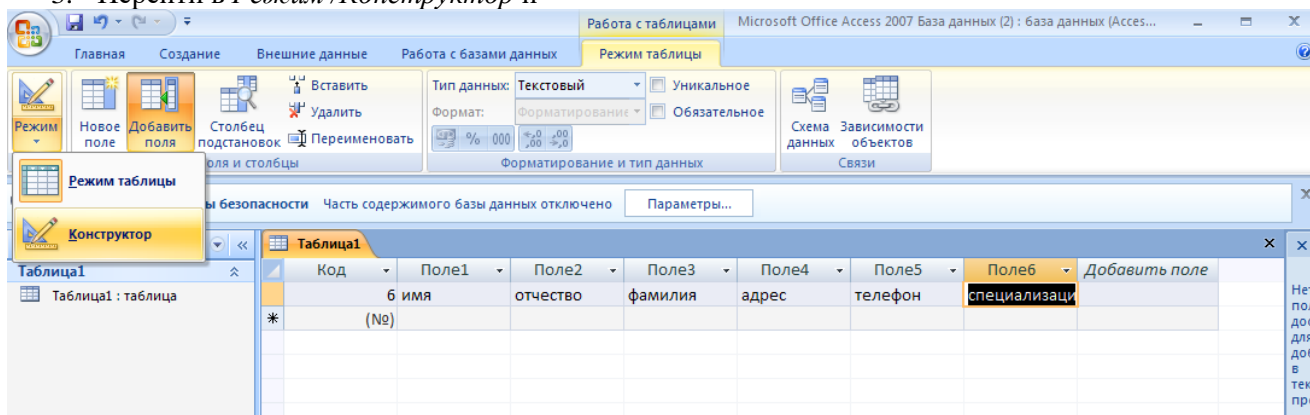 Перейти в Режим /Конструктор и
Работа с таблицами Microsoft Office Access 2007 База данных (2) : база данных (Acces...
Главная Создание Внешние данные Работа с базами данных Режим таблицы
Режим
Новое поле
Добавить поля
Столбец подстановок
Вставить
Удалить
Переименовать
оля и столбцы
Тип данных: Текстовый
Формат: Форматирование
% 000
Уникальное
Обязательное
Форматирование и тип данных
Схема данных
Зависимости объектов
Связи
Режим таблицы
Конструктор
ы безопасности Часть содержимого базы данных отключено Параметры...
Таблица1
Таблица1 : таблица
Таблица1
Код Поле1 Поле2 Поле3 Поле4 Поле5 Поле6 Добавить поле
6 имя отчество фамилия адрес телефон специализаци
* (№)